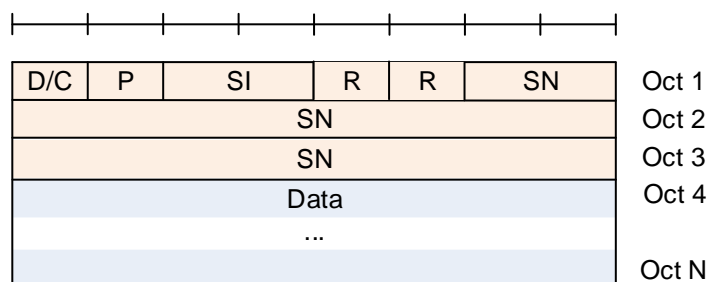 D/C P SI R R SN Oct 1
SN Oct 2
SN Oct 3
Data Oct 4
...
Oct N